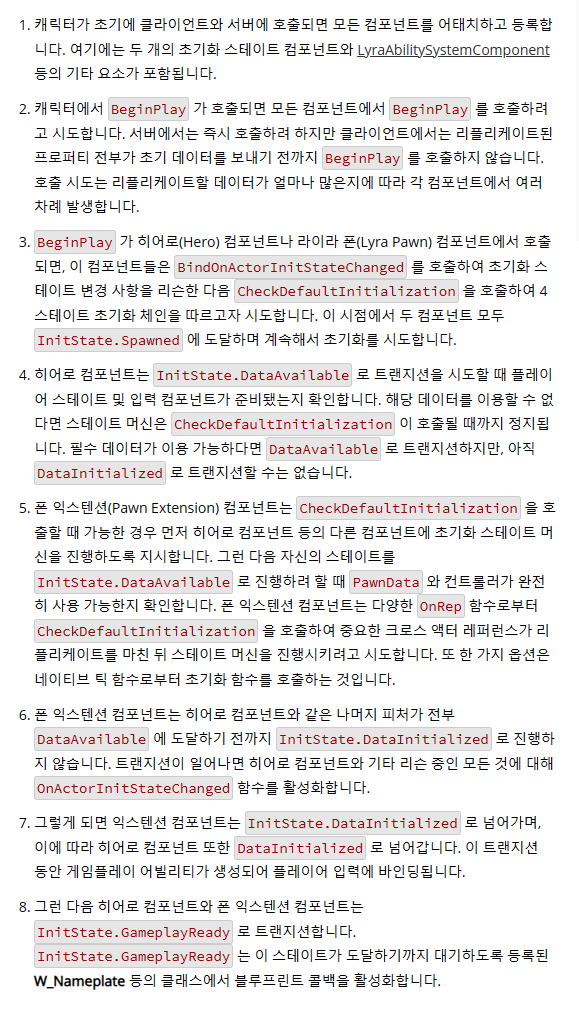 1. 캐릭터가 초기에 클라이언트와 서버에 호출되면 모든 컴포넌트를 어태치하고 등록합
니다. 여기에는 두 개의 초기화 스테이트 컴포넌트와 LyraAbilitySystemComponent
등의 기타 요소가 포함됩니다.
2. 캐릭터에서 BeginPlay 가 호출되면 모든 컴포넌트에서 BeginPlay 를 호출하려
고 시도합니다. 서버에서는 즉시 호출하려 하지만 클라이언트에서는 리플리케이트된
프로퍼티 전부가 초기 데이터를 보내기 전까지 BeginPlay 를 호출하지 않습니다.
호출 시도는 리플리케이트할 데이터가 얼마나 많은지에 따라 각 컴포넌트에서 여러
차례 발생합니다.
3. BeginPlay 가 히어로(Hero) 컴포넌트나 라이라 폰(Lyra Pawn) 컴포넌트에서 호출
되면, 이 컴포넌트들은 BindOnActorInitStateChanged 를 호출하여 초기화 스
테이트 변경 사항을 리슨한 다음 CheckDefaultInitialization 을 호출하여 4
스테이트 초기화 체인을 따르고자 시도합니다. 이 시점에서 두 컴포넌트 모두
InitState.Spawned 에 도달하며 계속해서 초기화를 시도합니다.
4. 히어로 컴포넌트는 InitState.DataAvailable 로 트랜지션을 시도할 때 플레이
어 스테이트 및 입력 컴포넌트가 준비됐는지 확인합니다. 해당 데이터를 이용할 수 없
다면 스테이트 머신은 CheckDefaultInitialization 이 호출될 때까지 정지됩
니다. 필수 데이터가 이용 가능하다면 DataAvailable 로 트랜지션하지만, 아직
DataInitialized 로 트랜지션할 수는 없습니다.
5. 폰 익스텐션(Pawn Extension) 컴포넌트는 CheckDefaultInitialization 을 호
출할 때 가능한 경우 먼저 히어로 컴포넌트 등의 다른 컴포넌트에 초기화 스테이트 머
신을 진행하도록 지시합니다. 그런 다음 자신의 스테이트를
InitState.DataAvailable 로 진행하려 할 때 PawnData 와 컨트롤러가 완전
히 사용 가능한지 확인합니다. 폰 익스텐션 컴포넌트는 다양한 OnRep 함수로부터
CheckDefaultInitialization 을 호출하여 중요한 크로스 액터 레퍼런스가 리
플리케이트를 마친 뒤 스테이트 머신을 진행시키려고 시도합니다. 또 한 가지 옵션은
네이티브 틱 함수로부터 초기화 함수를 호출하는 것입니다.
6. 폰 익스텐션 컴포넌트는 히어로 컴포넌트와 같은 나머지 피처가 전부
DataAvailable 에 도달하기 전까지 InitState.DataInitialized 로 진행하
지 않습니다. 트랜지션이 일어나면 히어로 컴포넌트와 기타 리슨 중인 모든 것에 대해
OnActorInitStateChanged 함수를 활성화합니다.
7. 그렇게 되면 익스텐션 컴포넌트는 InitState.DataInitialized 로 넘어가며,
이에 따라 히어로 컴포넌트 또한 DataInitialized 로 넘어갑니다. 이 트랜지션
동안 게임플레이 어빌리티가 생성되어 플레이어 입력에 바인딩됩니다.
8. 그런 다음 히어로 컴포넌트와 폰 익스텐션 컴포넌트는
InitState.GameplayReady 로 트랜지션합니다.
InitState.GameplayReady 는 이 스테이트가 도달하기까지 대기하도록 등록된
W_Nameplate 등의 클래스에서 블루프린트 콜백을 활성화합니다.